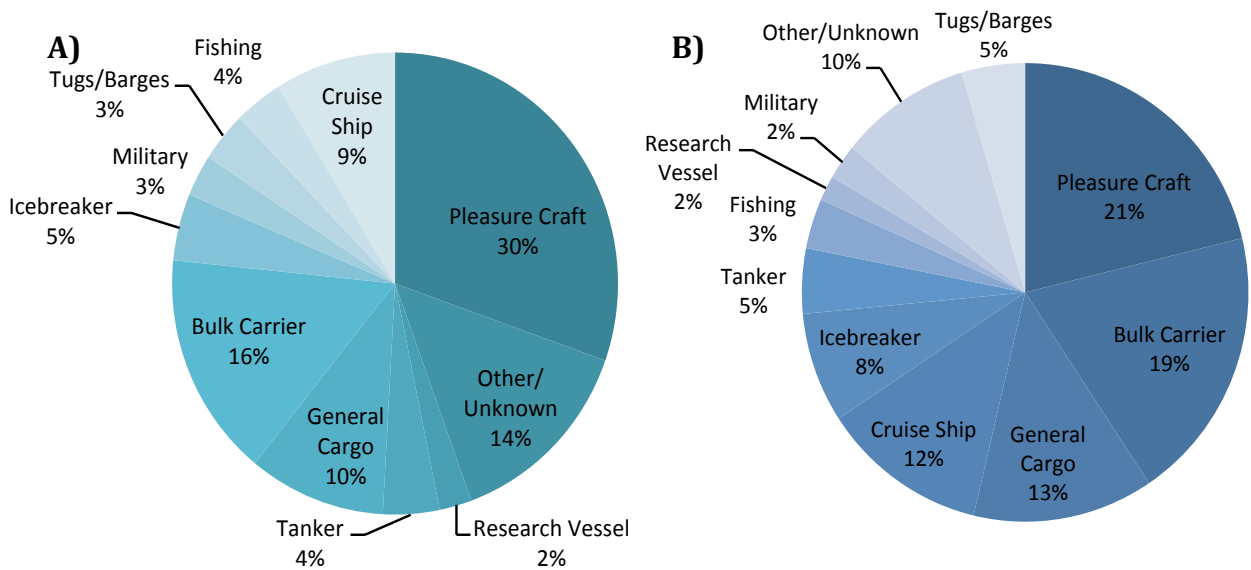 A)
Fishing
4%
Tugs/Barges
3%
Military
3%
Icebreaker
5%
Bulk Carrier
16%
General
Cargo
10%
Tanker
4%
Research Vessel
2%
Other/
Unknown
14%
Pleasure Craft
30%
Cruise
Ship
9%
B)
Tugs/Barges
5%
Other/Unknown
10%
Military
2%
Research
Vessel
2%
Fishing
3%
Tanker
5%
Icebreaker
8%
Cruise Ship
12%
General
Cargo
13%
Bulk Carrier
19%
Pleasure Craft
21%